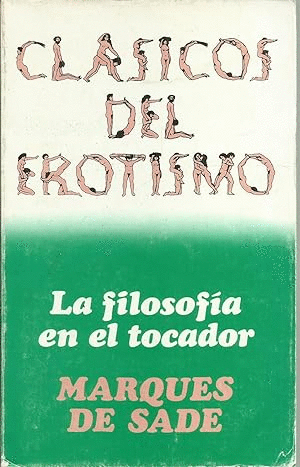 CLASICOS
DEL
EROTISMO
La filosofía
en el tocador
MARQUES
DE SADE